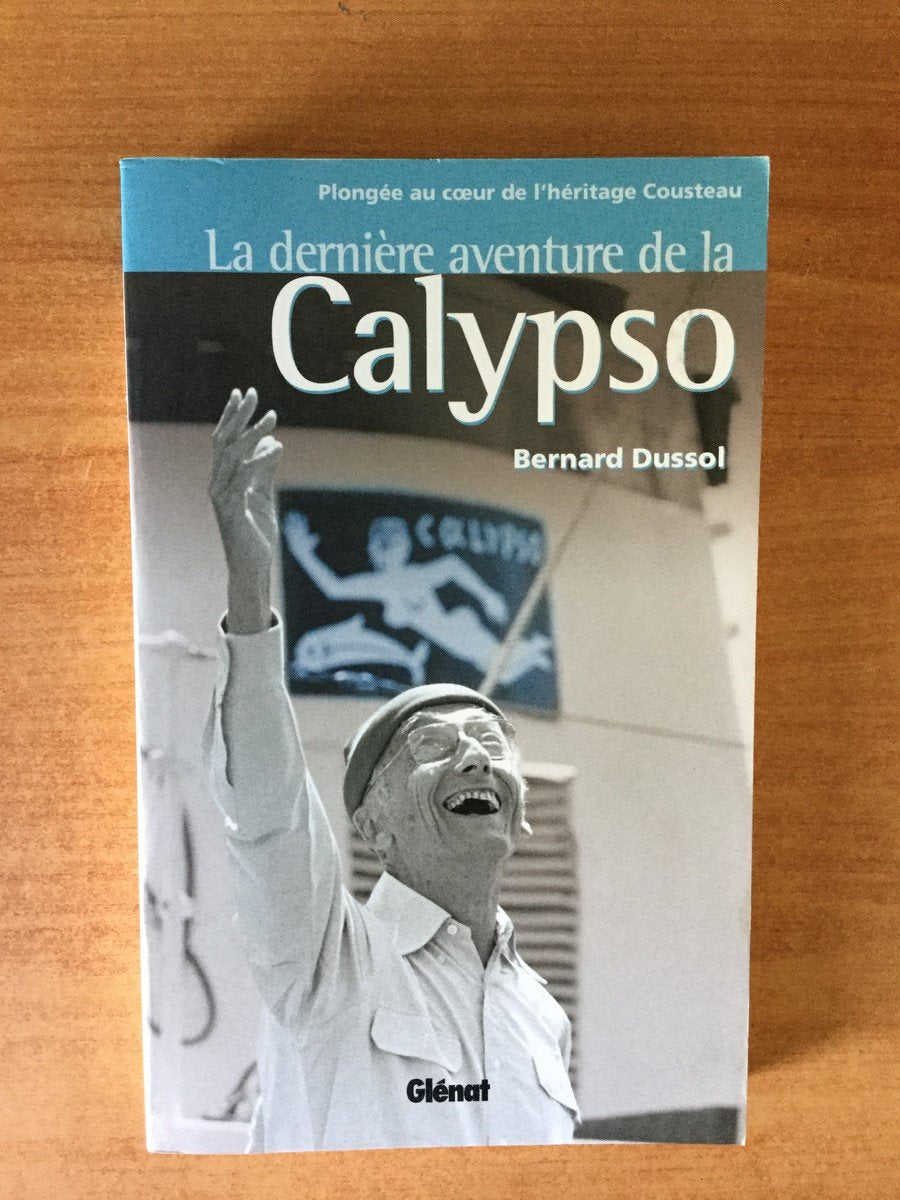 Plongée au cœur de l'héritage Cousteau
La dernière aventure de la
Calypso
Bernard Dussol
CALYPSO
Glénat